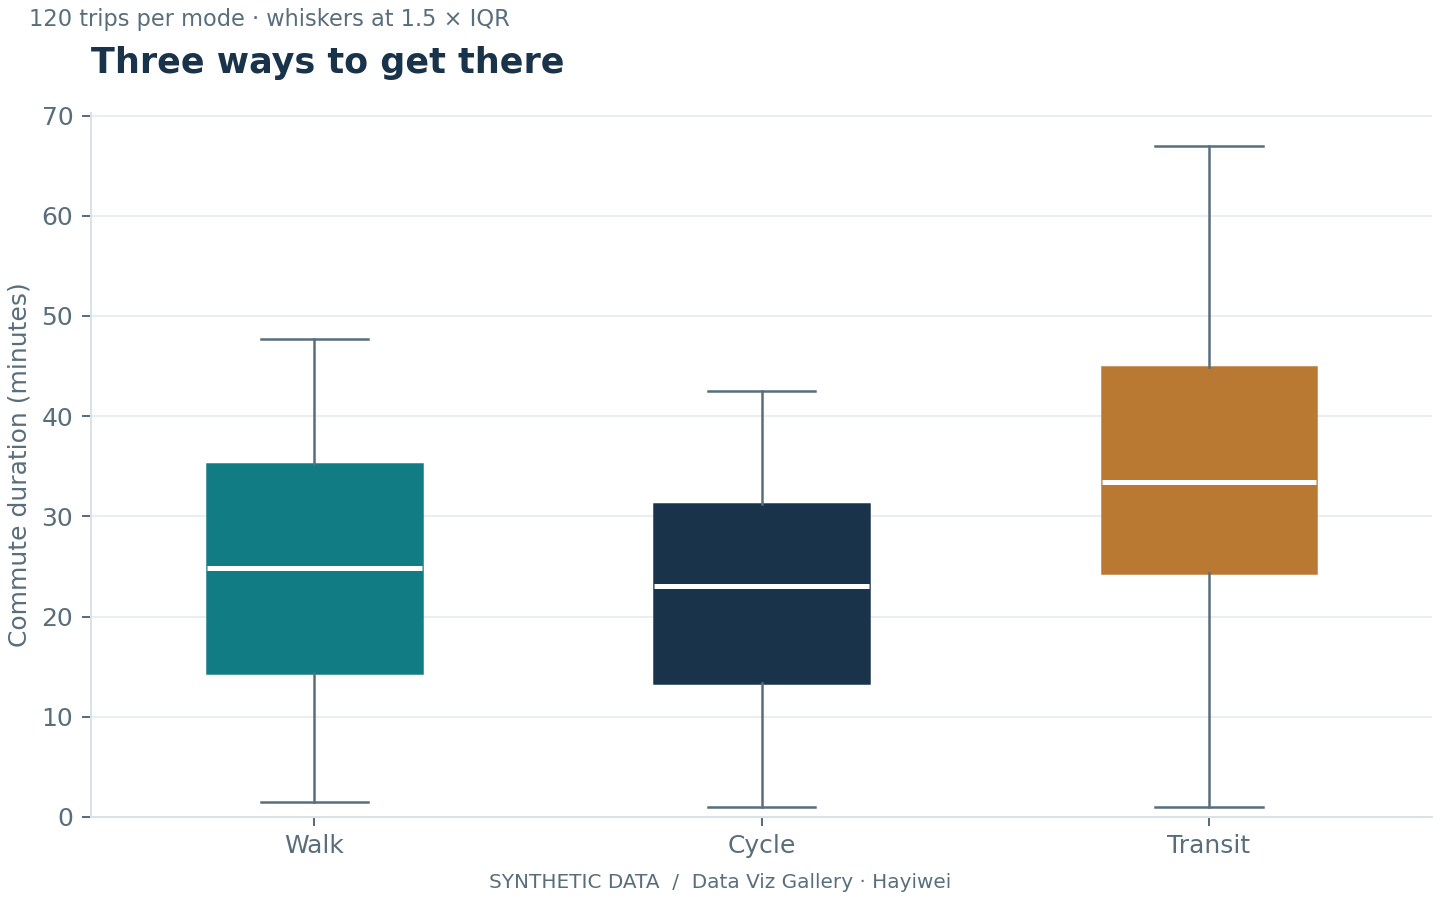 120 trips per mode · whiskers at 1.5 × IQR
Three ways to get there
Commute duration (minutes)
70
60
50
40
30
20
10
0
Walk Cycle Transit
SYNTHETIC DATA / Data Viz Gallery · Hayiwei